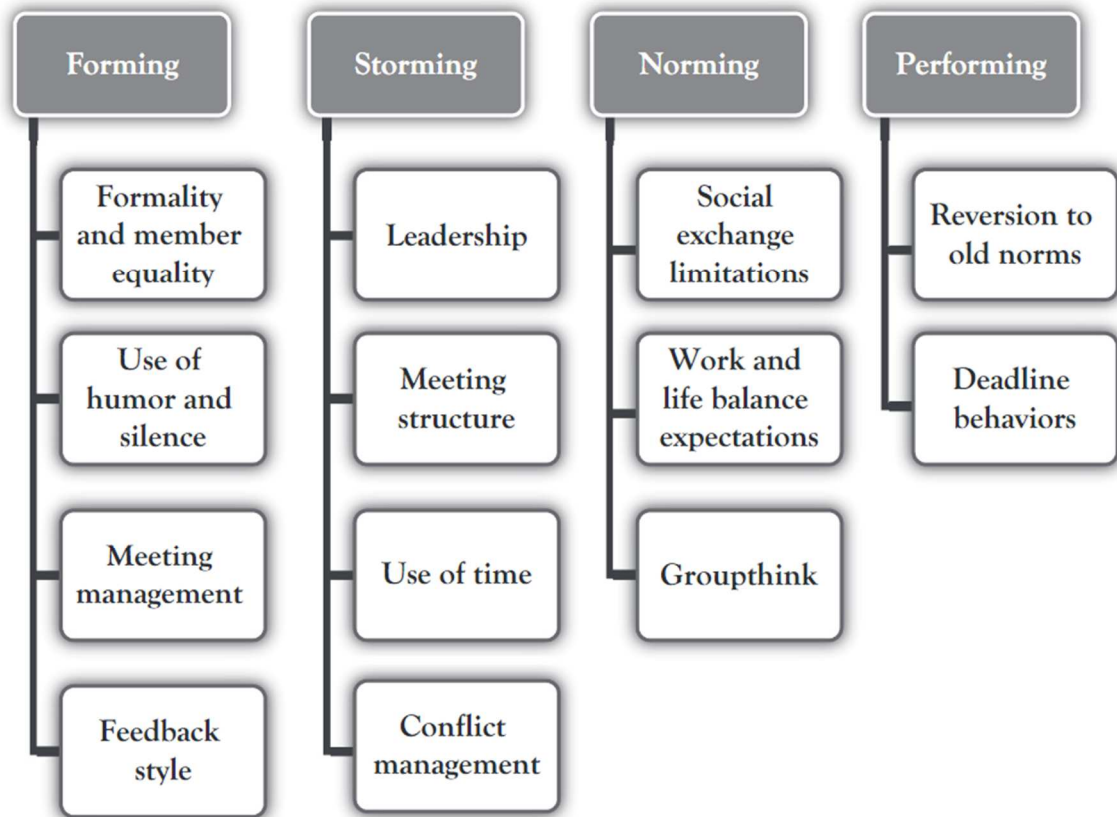 Forming
Formality
and member
equality
Use of
humor and
silence
Meeting
management
Feedback
style
Storming
Leadership
Meeting
structure
Use of time
Conflict
management
Norming
Social
exchange
limitations
Work and
life balance
expectations
Groupthink
Performing
Reversion to
old norms
Deadline
behaviors